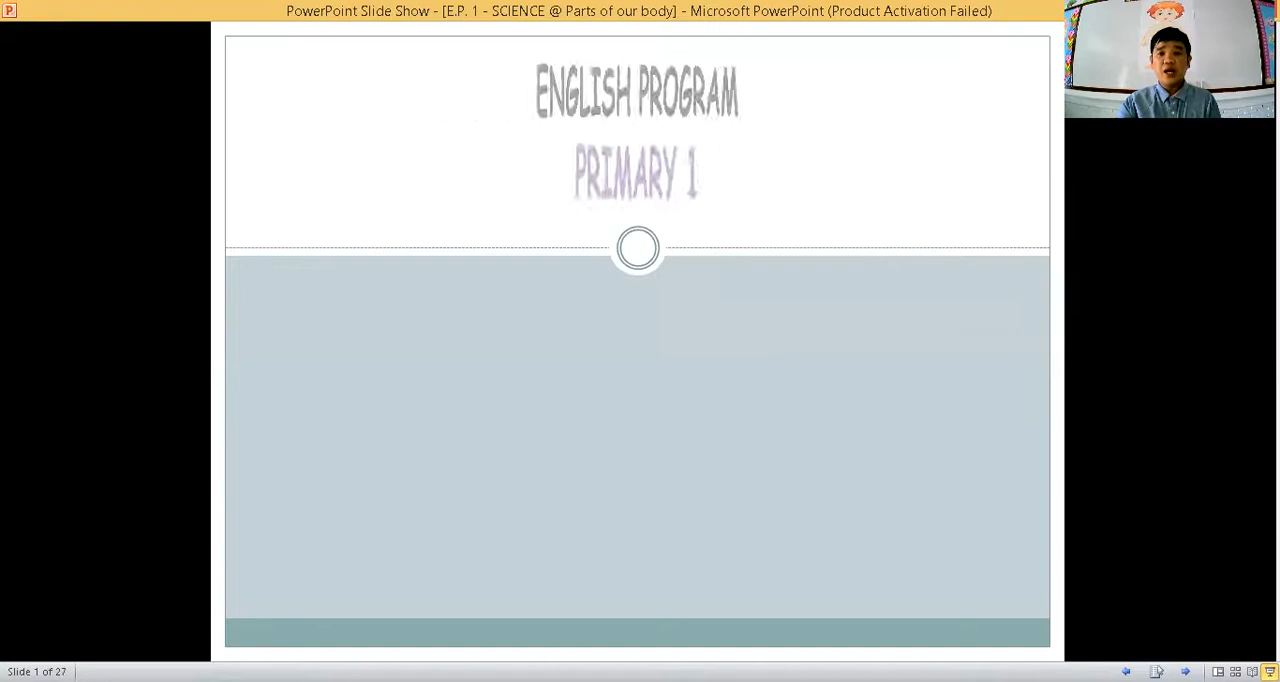 PowerPoint Slide Show - [E.P. 1 - SCIENCE @ Parts of our body] - Microsoft PowerPoint (Product Activation Failed)
ENGLISH PROGRAM
PRIMARY 1
Slide 1 of 27